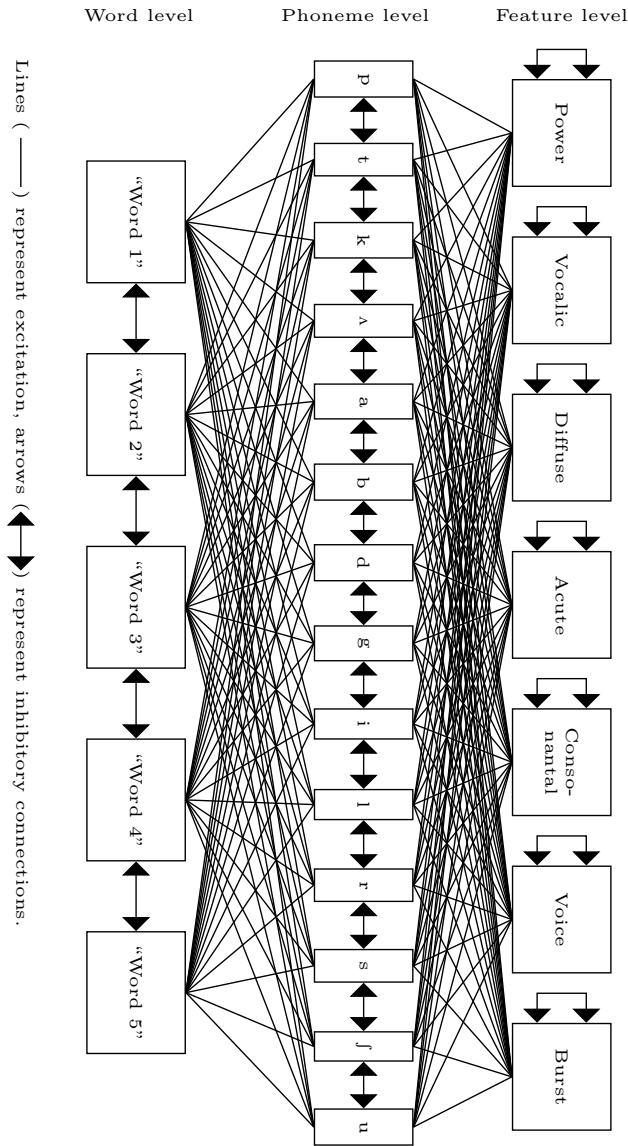 Word level
Phoneme level
Feature level
Power
Vocalic
Diffuse
Acute
Conso-
nantal
Voice
Burst
p
t
k
ʌ
a
b
d
g
i
l
r
s
ʃ
u
“Word 1”
“Word 2”
“Word 3”
“Word 4”
“Word 5”
Lines ( ) represent excitation, arrows ( ) represent inhibitory connections.